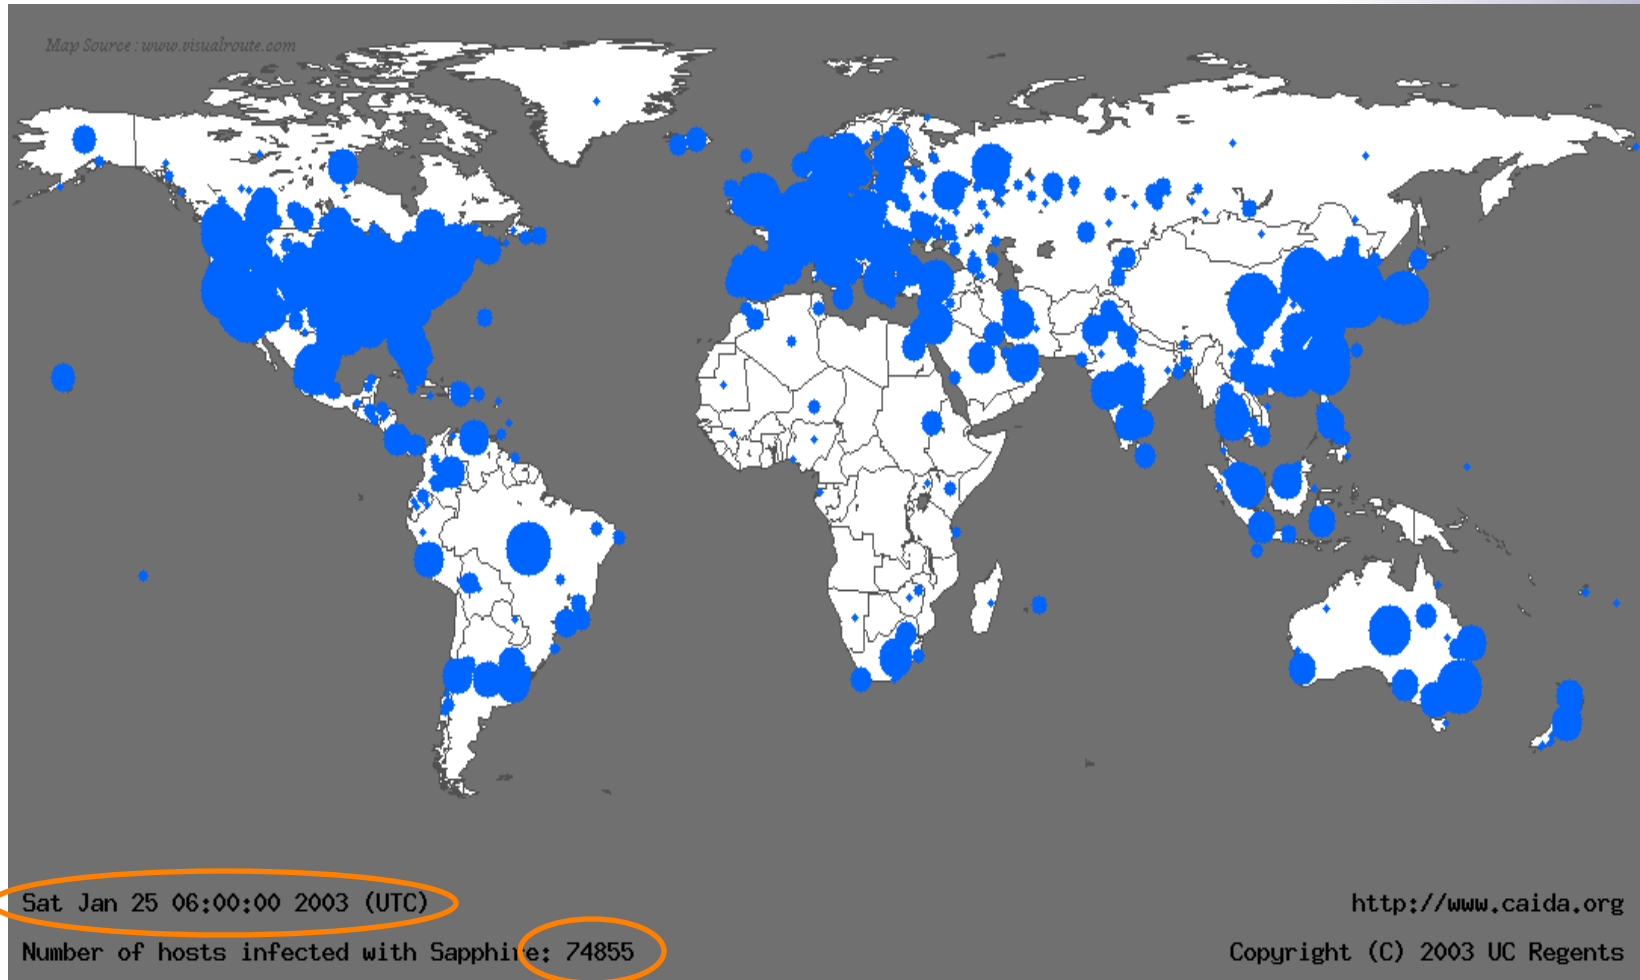 Map Source : www.visualroute.com
Sat Jan 25 06:00:00 2003 (UTC)
http://www.caida.org
Number of hosts infected with Sapphire: 74855
Copyright (C) 2003 UC Regents